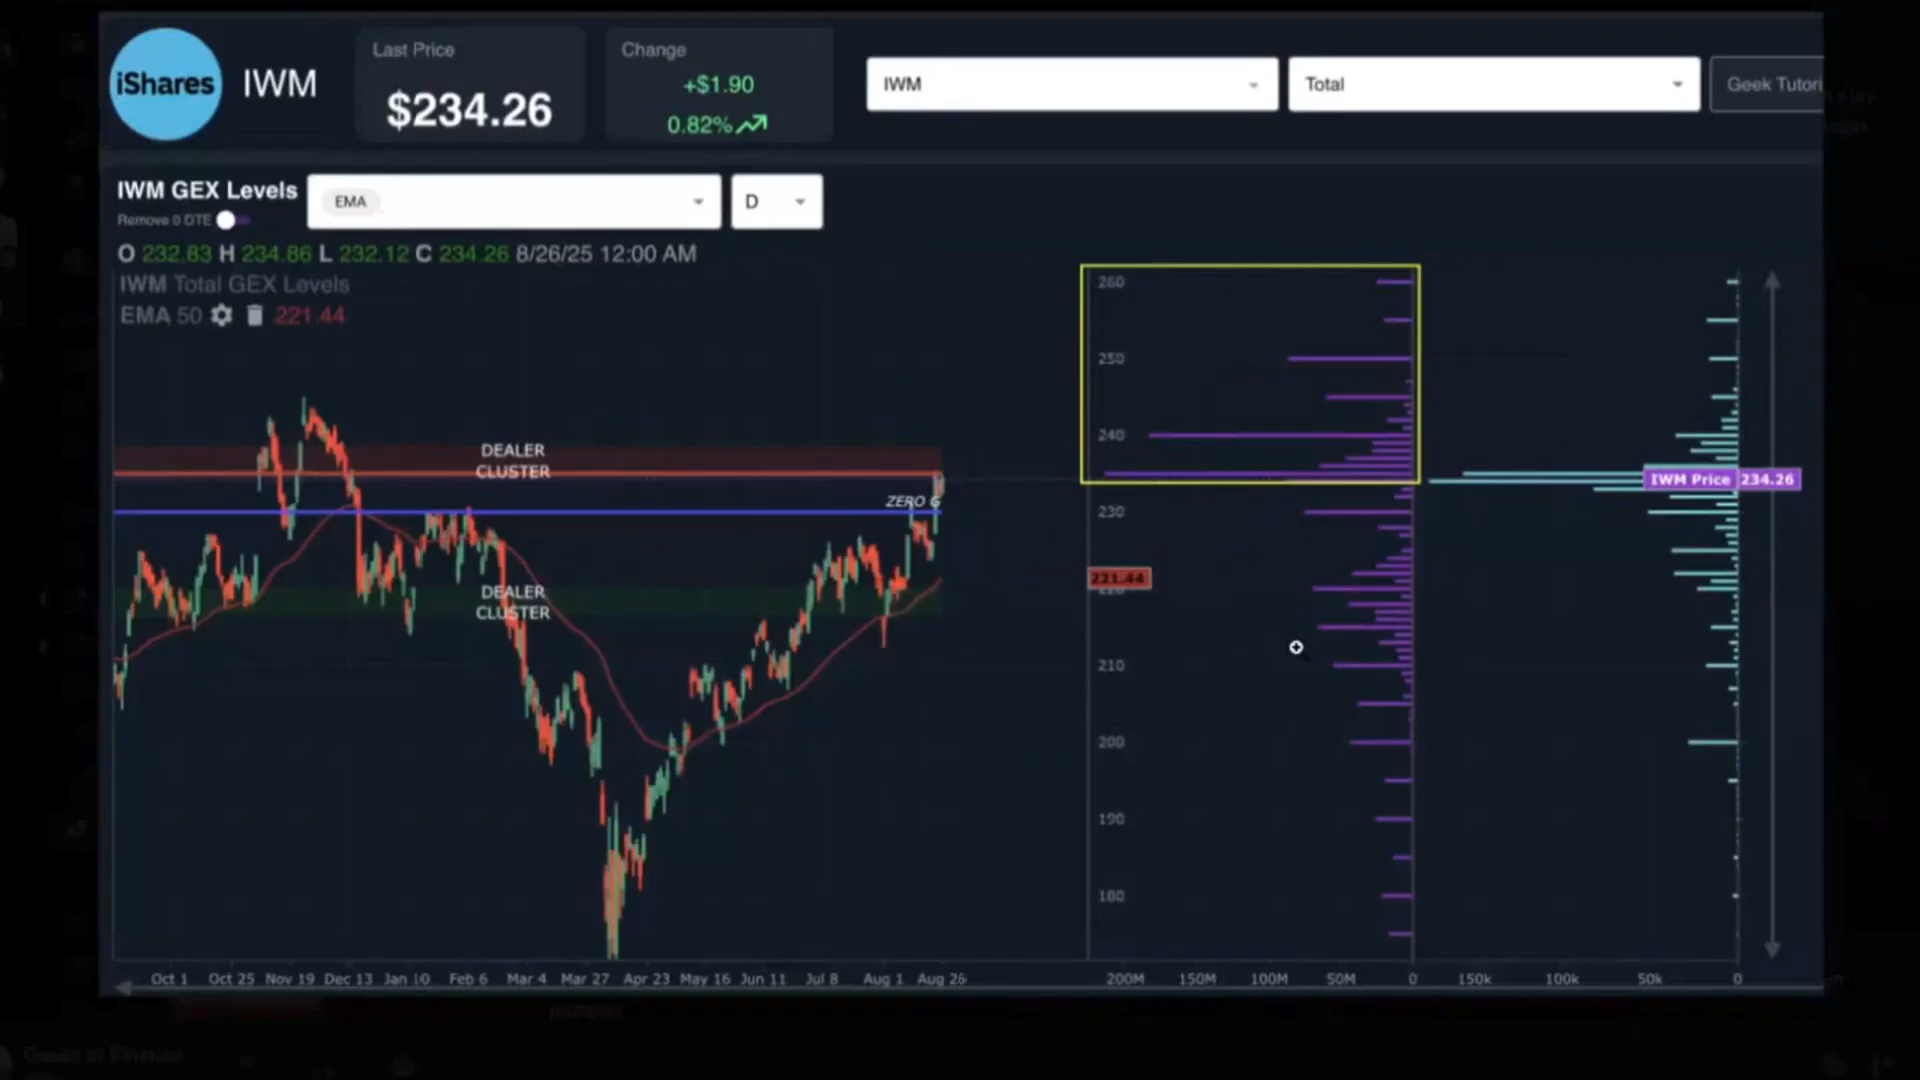 iShares
IWM
Last Price
$234.26
Change
+$1.90
0.82%
IWM
Total
Geek Tutori
IWM GEX Levels
Remove 0 DTE
EMA
D
O 232.83 H 234.86 L 232.12 C 234.26 8/26/25 12:00 AM
IWM Total GEX Levels
EMA 50 221.44
DEALER
CLUSTER
ZERO G
DEALER
CLUSTER
260
250
240
230
221.44
210
200
190
180
IWM Price 234.26
Oct 1 Oct 25 Nov 19 Dec 13 Jan 10 Feb 6 Mar 4 Mar 27 Apr 23 May 16 Jun 11 Jul 8 Aug 1 Aug 26
200M 150M 100M 50M 0 150k 100k 50k 0